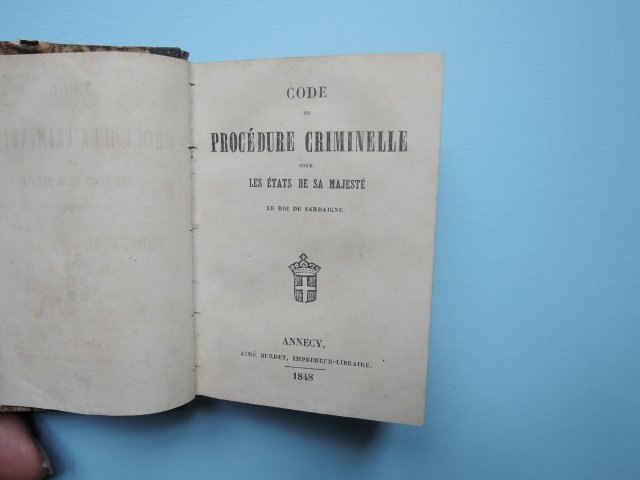 CODE
DE
PROCÉDURE CRIMINELLE
POUR
LES ÉTATS DE SA MAJESTÉ
LE ROI DE SARDAIGNE.
ANNECY,
AIMÉ BURDET, IMPRIMEUR-LIBRAIRE.
1848